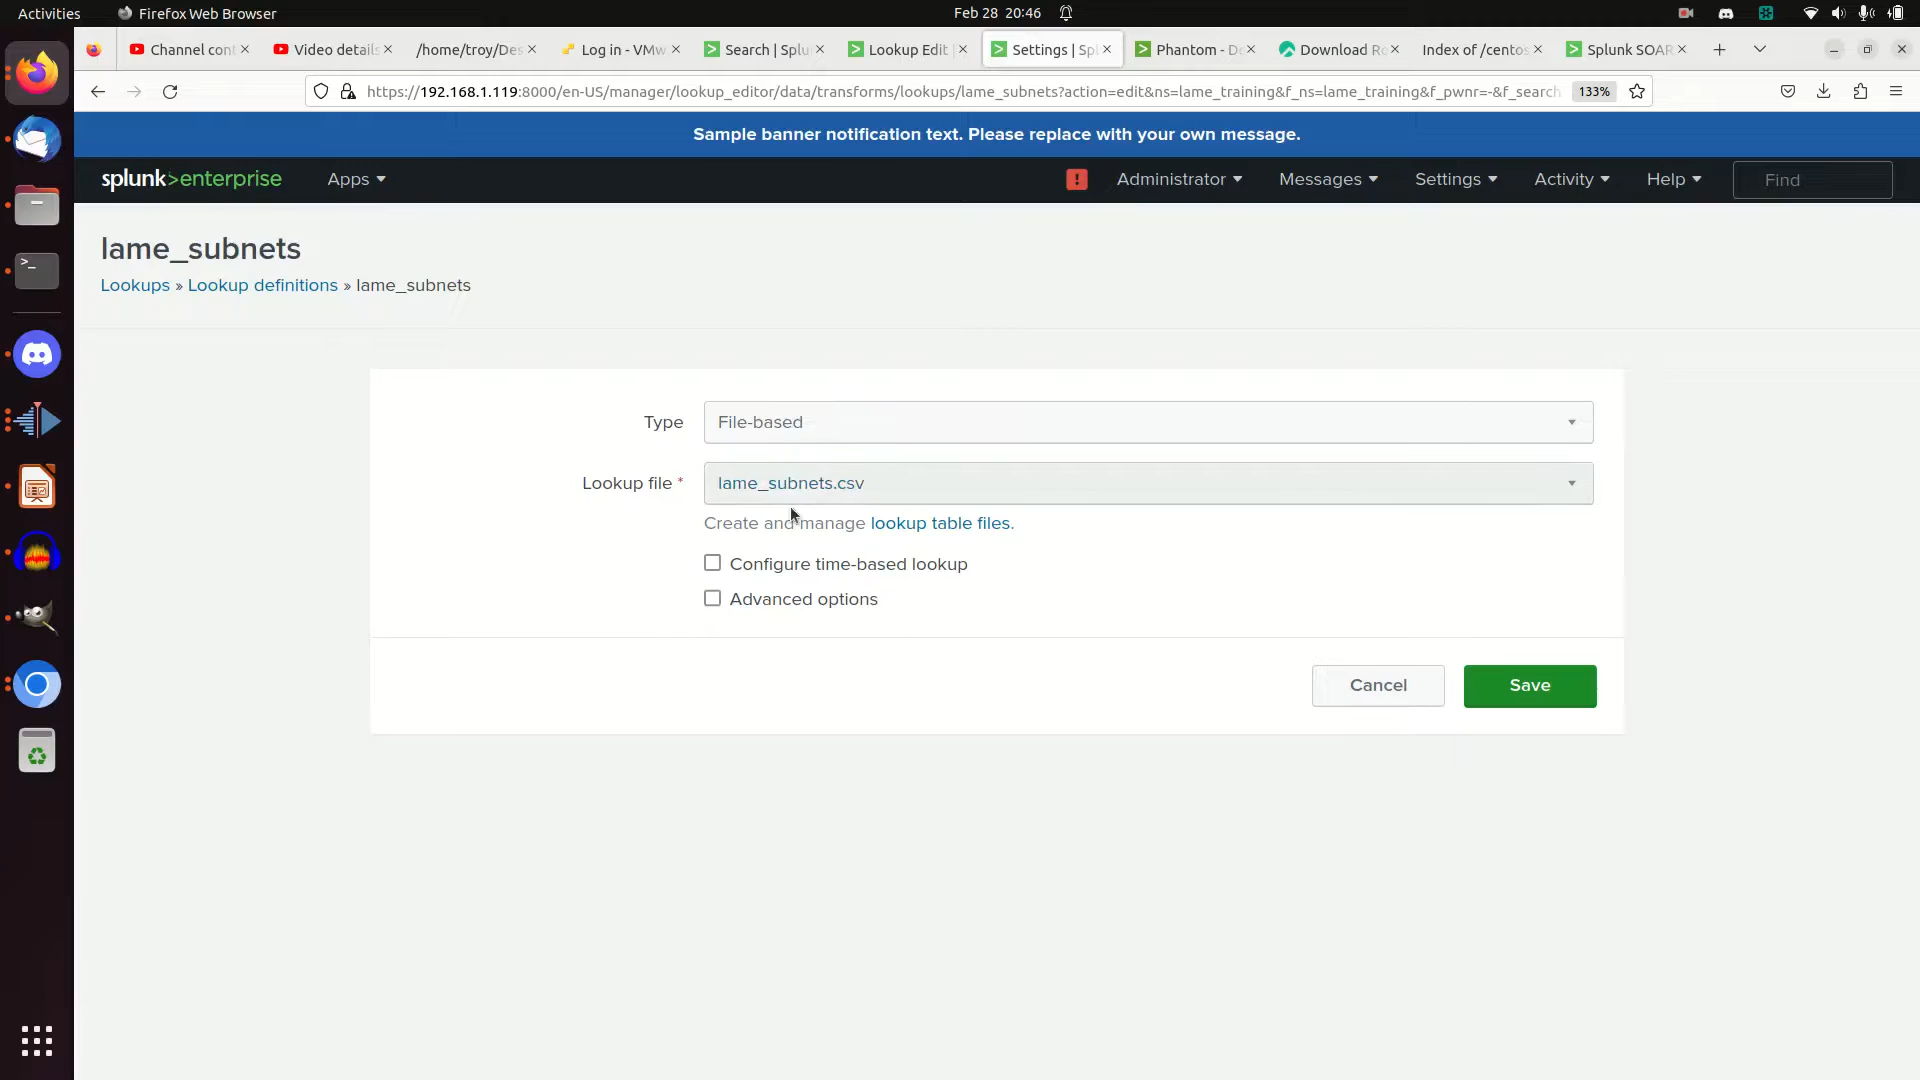 Activities
Firefox Web Browser
Feb 28 20:46
Channel con
Video details
/home/troy/Des
Log in - VMw
Search | Splu
Lookup Edit |
Settings | Spl
Phantom - Do
Download Ro
Index of /centos
Splunk SOAR
https://192.168.1.119:8000/en-US/manager/lookup_editor/data/transforms/lookups/lame_subnets?action=edit&ns=lame_training&f_ns=lame_training&f_pwnr=-&f_search
133%
Sample banner notification text. Please replace with your own message.
splunk>enterprise
Apps
!
Administrator
Messages
Settings
Activity
Help
Find
lame_subnets
Lookups » Lookup definitions » lame_subnets
Type
File-based
Lookup file *
lame_subnets.csv
Create and manage lookup table files.
Configure time-based lookup
Advanced options
Cancel
Save